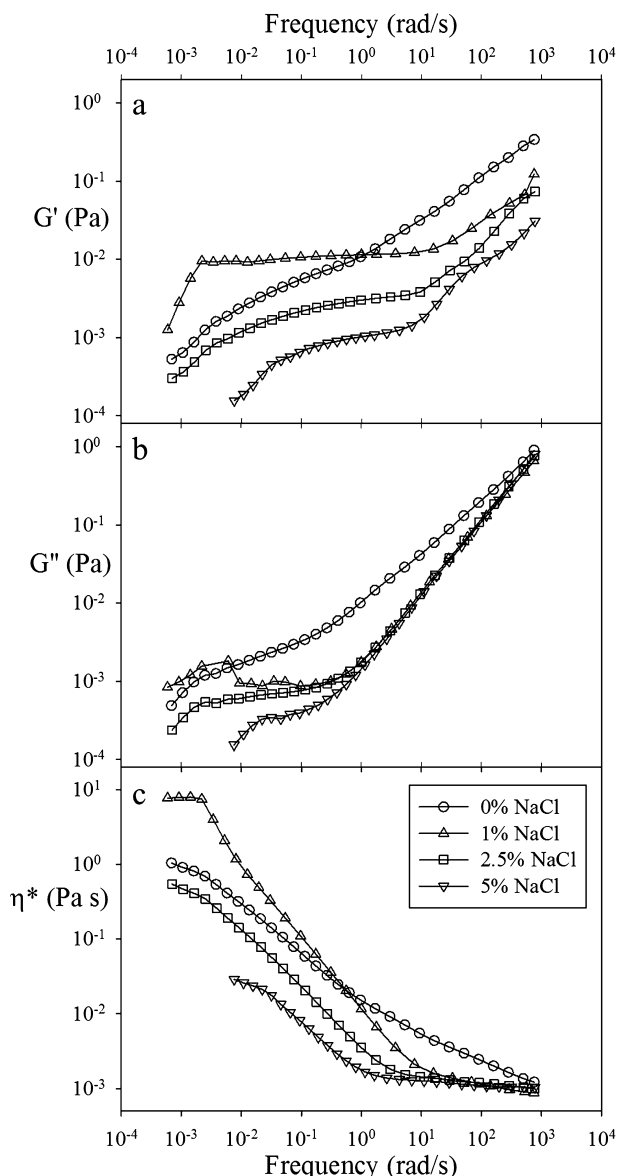 Frequency (rad/s)
10-4 10-3 10-2 10-1 100 101 102 103 104
a
100
10-1
G' (Pa)
10-2
10-3
10-4
b
100
10-1
G'' (Pa)
10-2
10-3
10-4
c
101
0% NaCl
1% NaCl
2.5% NaCl
5% NaCl
100
η* (Pa s)
10-1
10-2
10-3
10-4 10-3 10-2 10-1 100 101 102 103 104
Frequency (rad/s)